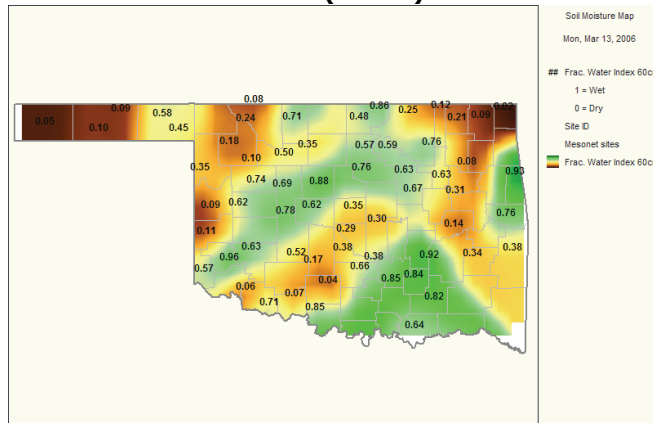 Soil Moisture Map
Mon, Mar 13, 2006
## Frac. Water Index 60c
1 = Wet
0 = Dry
Site ID
Mesonet sites
Frac. Water Index 60c
0.08
0.09 0.58 0.24 0.71 0.48 0.86 0.25 0.12 0.21 0.09 0.02
0.05 0.10 0.45
0.18 0.35 0.57 0.59 0.76
0.10 0.50 0.08
0.35 0.76 0.63 0.63 0.93
0.74 0.69 0.88 0.67 0.31
0.09 0.62 0.78 0.62 0.35 0.30 0.14 0.76
0.11 0.29
0.96 0.63 0.52 0.38 0.38 0.92 0.34 0.38
0.57 0.17 0.66
0.06 0.07 0.04 0.85 0.84
0.71 0.85 0.82
0.64